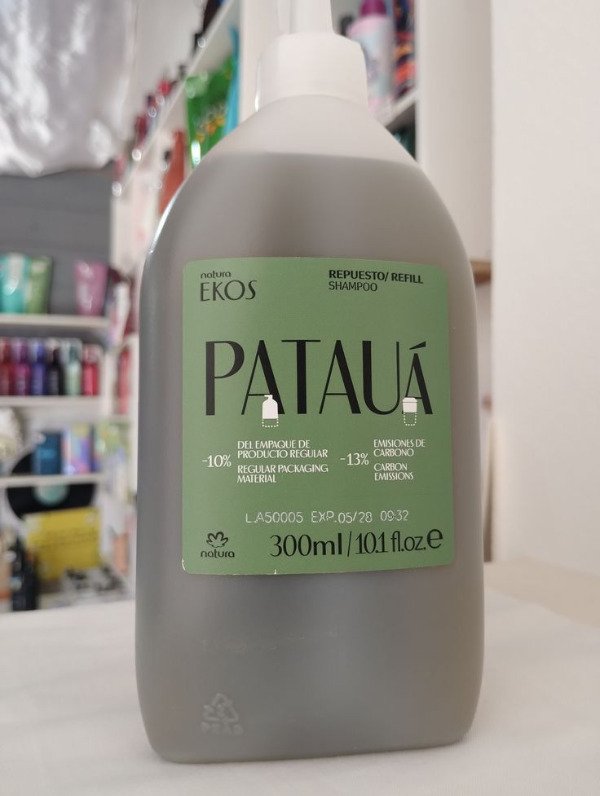 natura
EKOS
REPUESTO/ REFILL
SHAMPOO
PATAUÁ
-10%
DEL EMPAQUE DE
PRODUCTO REGULAR
REGULAR PACKAGING
MATERIAL
-13%
EMISIONES DE
CARBONO
CARBON
EMISSIONS
LA50005 EXP.05/28 09:32
natura
300ml/10.1 fl.oz.e